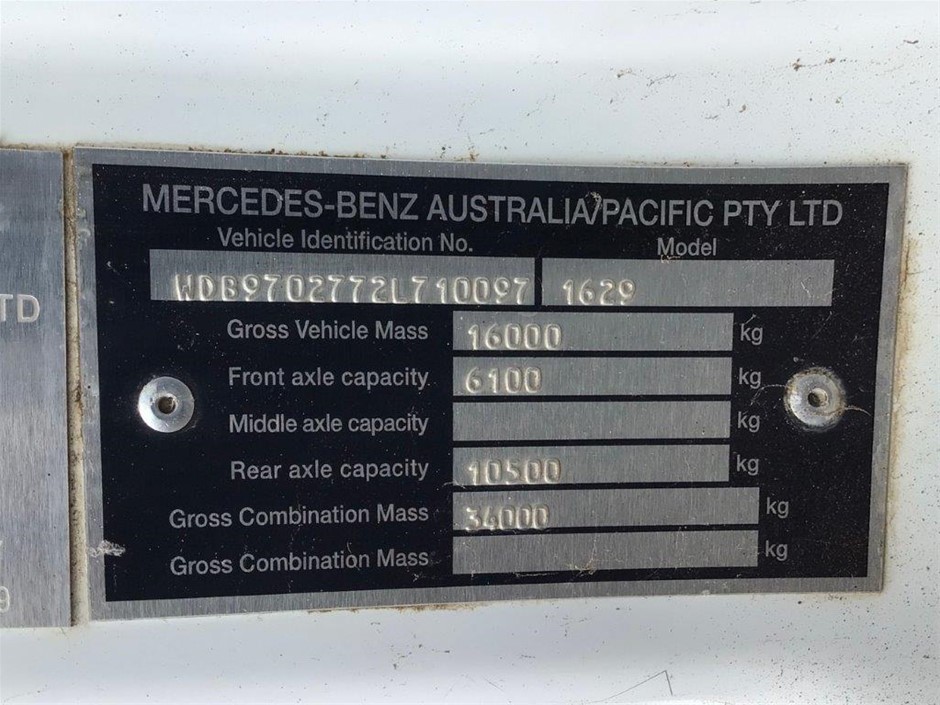 MERCEDES-BENZ AUSTRALIA/PACIFIC PTY LTD
Vehicle Identification No. Model
WDB9702772L710097 1629
Gross Vehicle Mass 16000 kg
TD
Front axle capacity 6100 kg
Middle axle capacity kg
Rear axle capacity 10500 kg
Gross Combination Mass 34000 kg
Gross Combination Mass kg
9